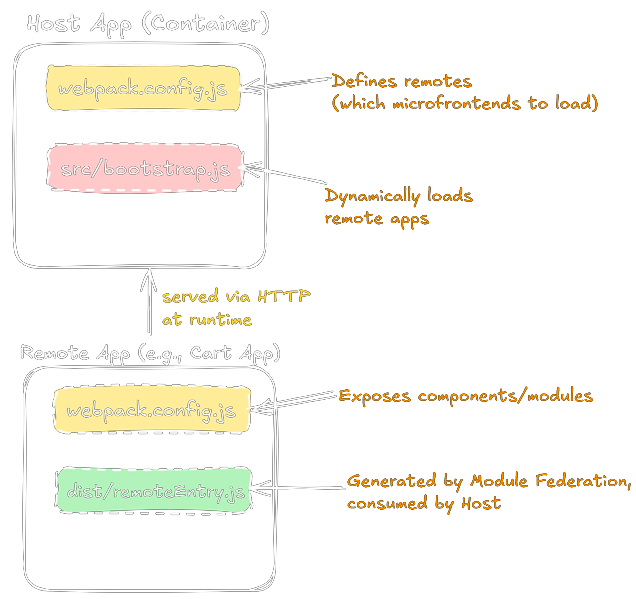 Host App (Container)
webpack.config.js
Defines remotes
(which microfrontends to load)
src/bootstrap.js
Dynamically loads
remote apps
served via HTTP
at runtime
Remote App (e.g., Cart App)
webpack.config.js
Exposes components/modules
dist/remoteEntry.js
Generated by Module Federation,
consumed by Host